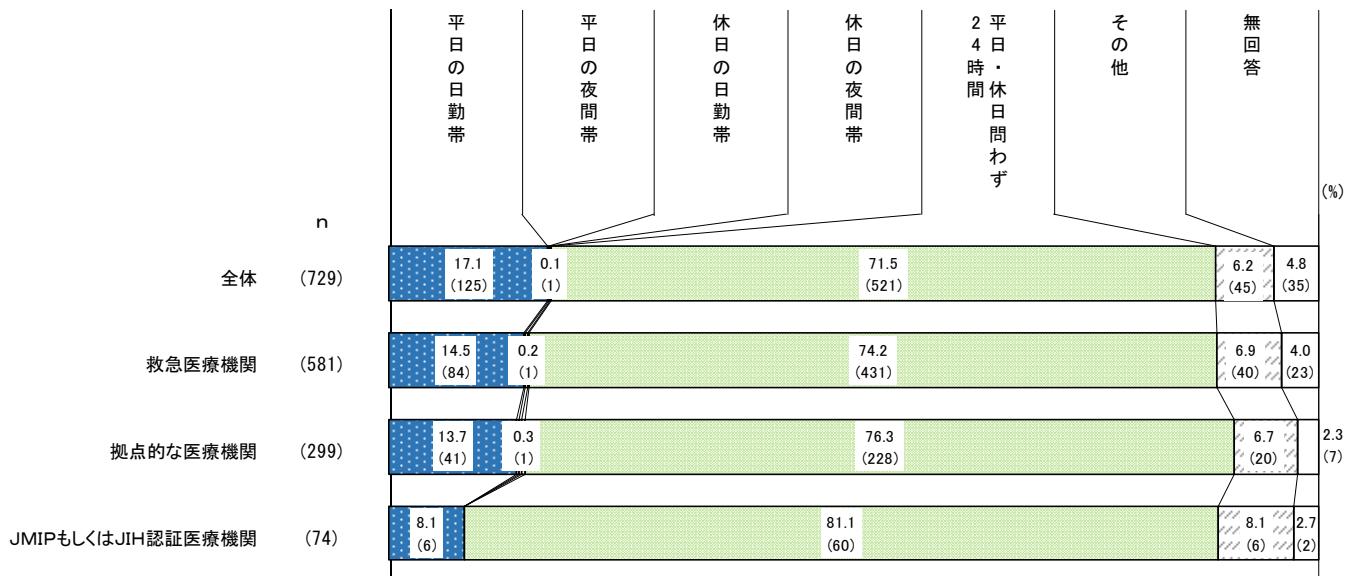 平日の日勤帯
平日の夜間帯
休日の日勤帯
休日の夜間帯
平日・休日問わず
24時間
その他
無回答
(%)
n
全体 (729) 17.1 0.1 71.5 6.2 4.8
(125) (1) (521) (45) (35)
救急医療機関 (581) 14.5 0.2 74.2 6.9 4.0
(84) (1) (431) (40) (23)
拠点的な医療機関 (299) 13.7 0.3 76.3 6.7 2.3
(41) (1) (228) (20) (7)
JMIPもしくはJIH認証医療機関 (74) 8.1 81.1 8.1 2.7
(6) (60) (6) (2)